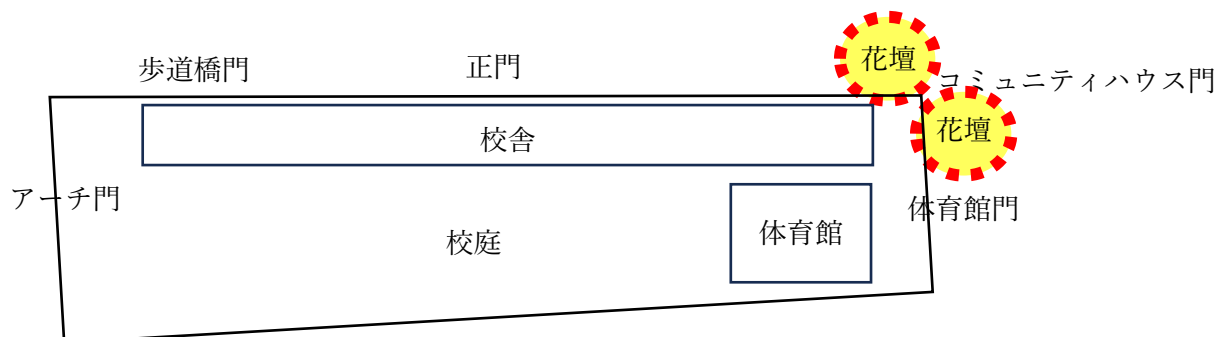 花壇
歩道橋門
正門
コミュニティハウス門
花壇
校舎
アーチ門
体育館門
体育館
校庭